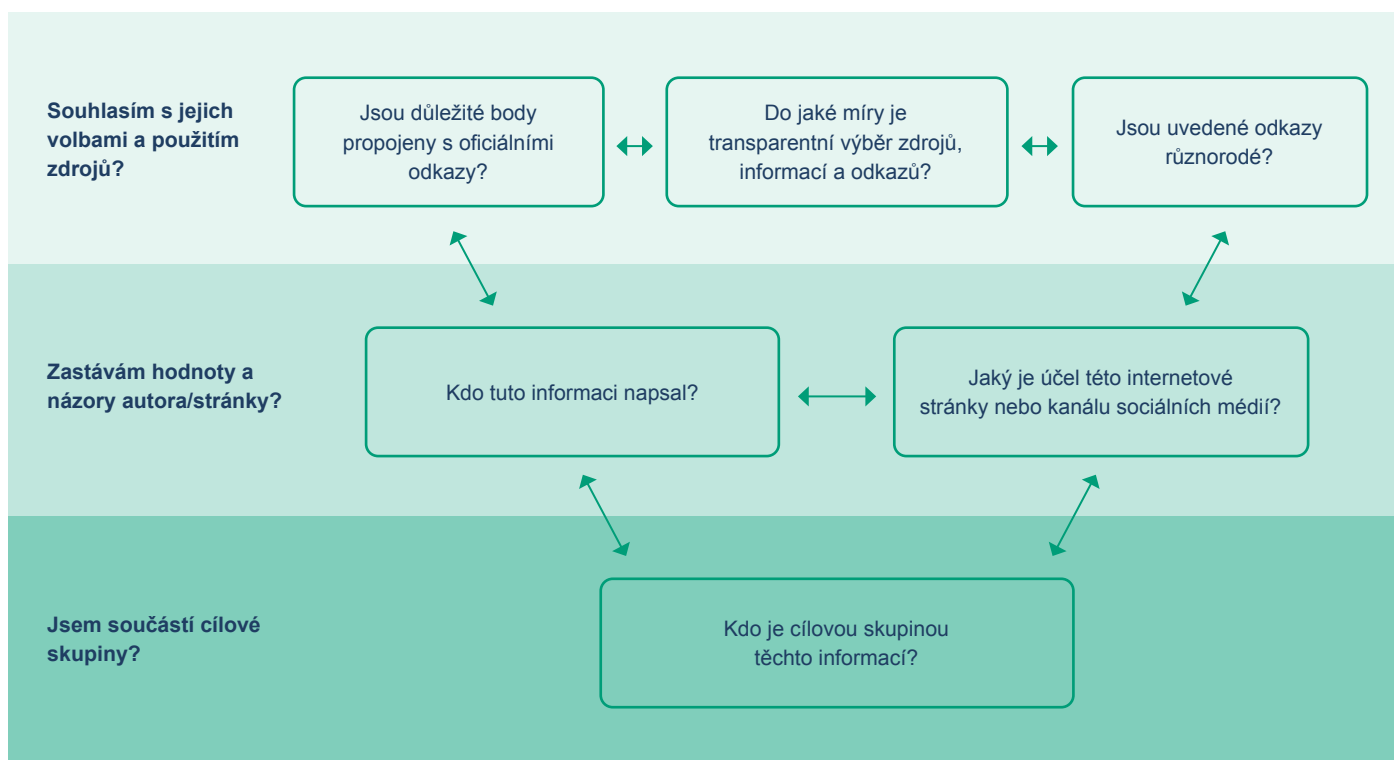 Souhlasím s jejich
volbami a použitím
zdrojů?
Jsou důležité body
propojeny s oficiálními
odkazy?
Do jaké míry je
transparentní výběr zdrojů,
informací a odkazů?
Jsou uvedené odkazy
různorodé?
Zastávám hodnoty a
názory autora/stránky?
Kdo tuto informaci napsal?
Jaký je účel této internetové
stránky nebo kanálu sociálních médií?
Jsem součástí cílové
skupiny?
Kdo je cílovou skupinou
těchto informací?